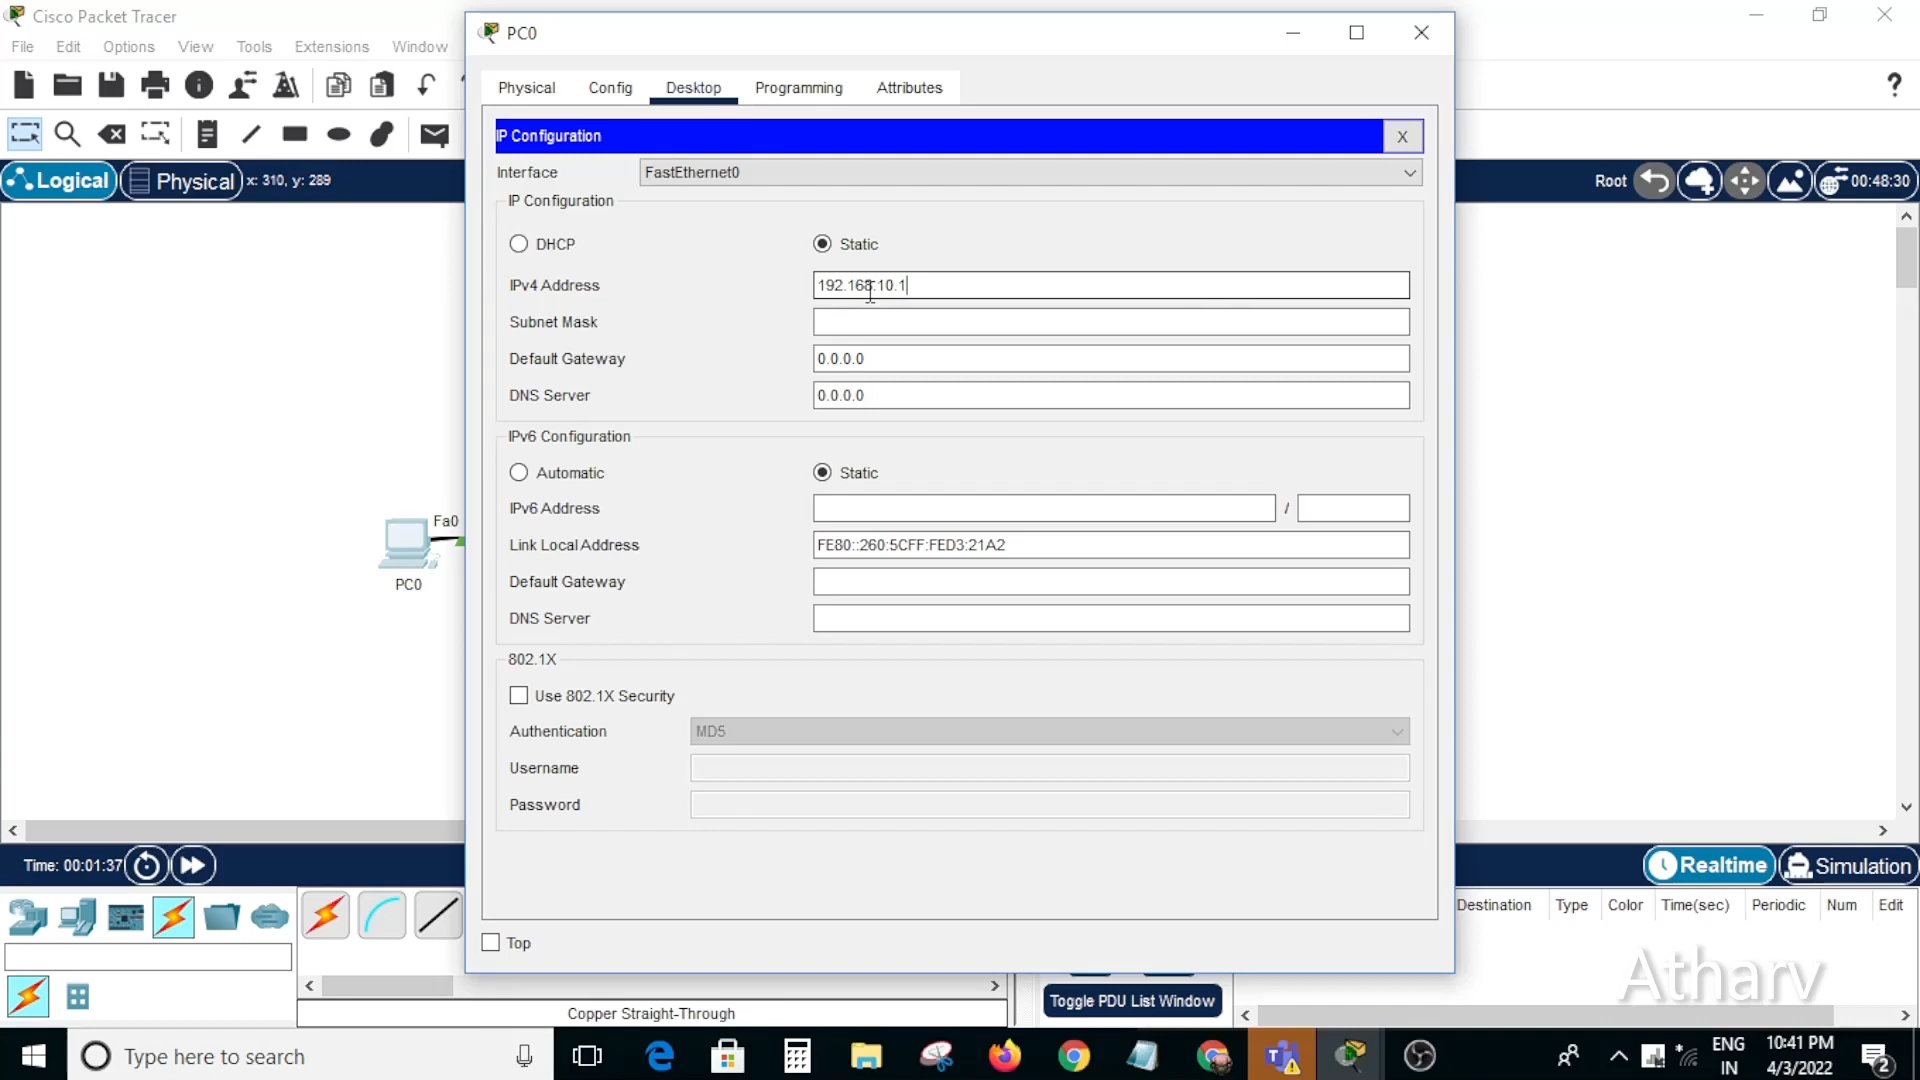 Cisco Packet Tracer
File Edit Options View Tools Extensions Window
PC0
Physical Config Desktop Programming Attributes
IP Configuration X
Interface FastEthernet0
IP Configuration
DHCP Static
IPv4 Address 192.168.10.1
Subnet Mask
Default Gateway 0.0.0.0
DNS Server 0.0.0.0
IPv6 Configuration
Automatic Static
IPv6 Address /
Link Local Address FE80::260:5CFF:FED3:21A2
Default Gateway
DNS Server
802.1X
Use 802.1X Security
Authentication MD5
Username
Password
Top
Logical Physical x: 310, y: 289
Root 00:48:30
Fa0
PC0
Time: 00:01:37
Realtime Simulation
Destination Type Color Time(sec) Periodic Num Edit
Atharv
Toggle PDU List Window
Copper Straight-Through
Type here to search
ENG
IN
10:41 PM
4/3/2022
2